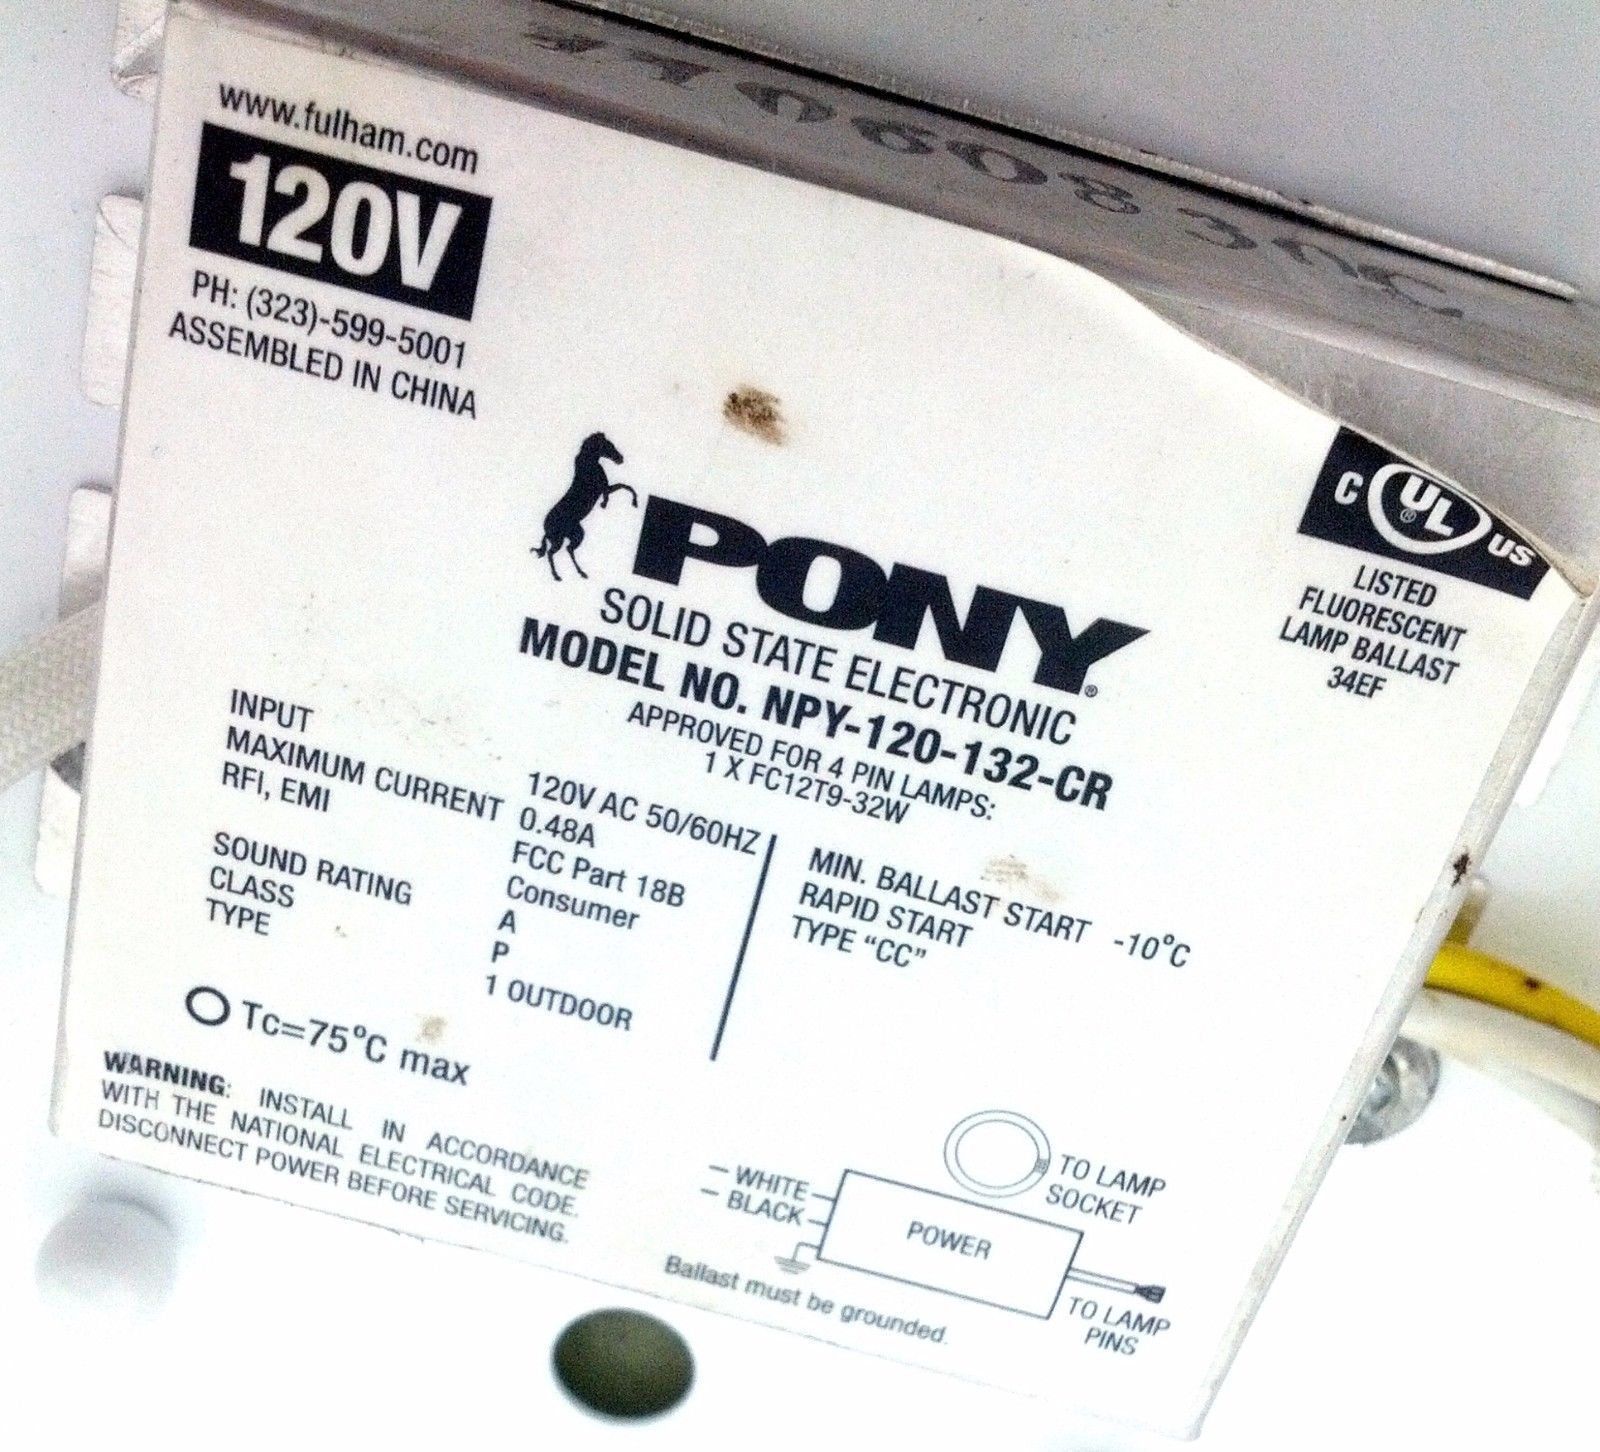 11060830C
www.fulham.com
120V
PH: (323)-599-5001
ASSEMBLED IN CHINA
C UL® US
LISTED
FLUORESCENT
LAMP BALLAST
34EF
PONY®
SOLID STATE ELECTRONIC
MODEL NO. NPY-120-132-CR
APPROVED FOR 4 PIN LAMPS:
1 X FC12T9-32W
INPUT 120V AC 50/60HZ
MAXIMUM CURRENT 0.48A
RFI, EMI FCC Part 18B
Consumer
SOUND RATING A
CLASS P
TYPE 1 OUTDOOR
MIN. BALLAST START -10°C
RAPID START
TYPE “CC”
Tc=75°C max
WARNING: INSTALL IN ACCORDANCE
WITH THE NATIONAL ELECTRICAL CODE.
DISCONNECT POWER BEFORE SERVICING.
WHITE
BLACK
POWER
TO LAMP
SOCKET
TO LAMP
PINS
Ballast must be grounded.